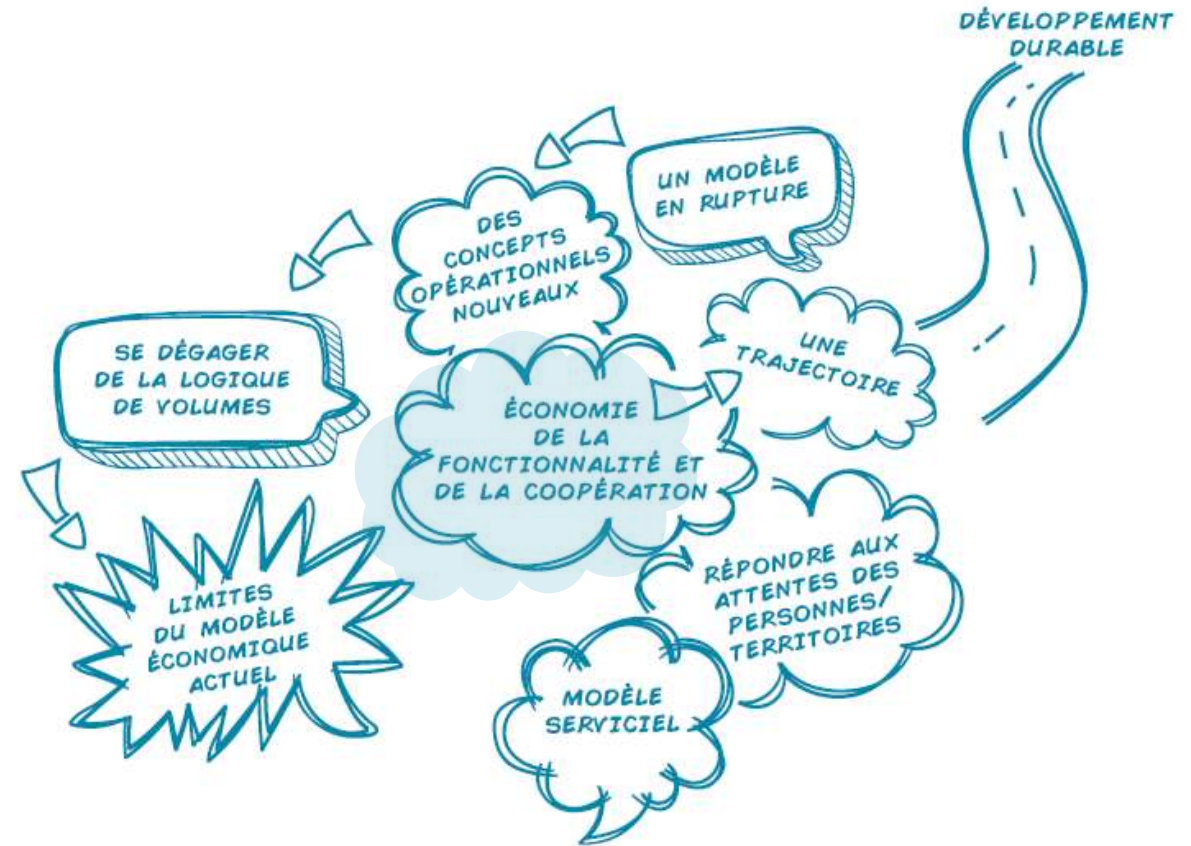 DÉVELOPPEMENT
DURABLE
UN MODÈLE
EN RUPTURE
DES
CONCEPTS
OPÉRATIONNELS
NOUVEAUX
SE DÉGAGER
DE LA LOGIQUE
DE VOLUMES
UNE
TRAJECTOIRE
ÉCONOMIE
DE LA
FONCTIONNALITÉ ET
DE LA COOPÉRATION
LIMITES
DU MODÈLE
ÉCONOMIQUE
ACTUEL
RÉPONDRE AUX
ATTENTES DES
PERSONNES/
TERRITOIRES
MODÈLE
SERVICIEL